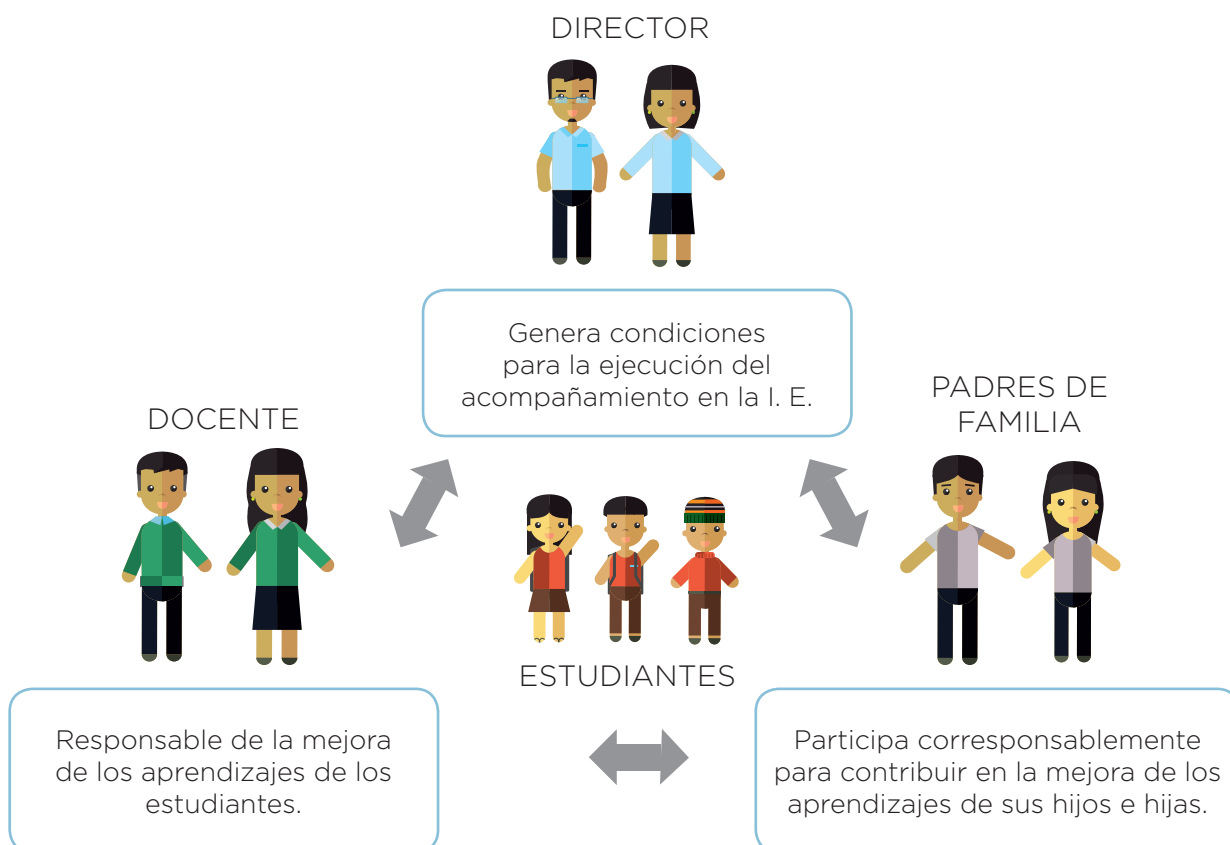 DIRECTOR
Genera condiciones
para la ejecución del
acompañamiento en la I. E.
DOCENTE
PADRES DE
FAMILIA
ESTUDIANTES
Responsable de la mejora
de los aprendizajes de los
estudiantes.
Participa corresponsablemente
para contribuir en la mejora de los
aprendizajes de sus hijos e hijas.